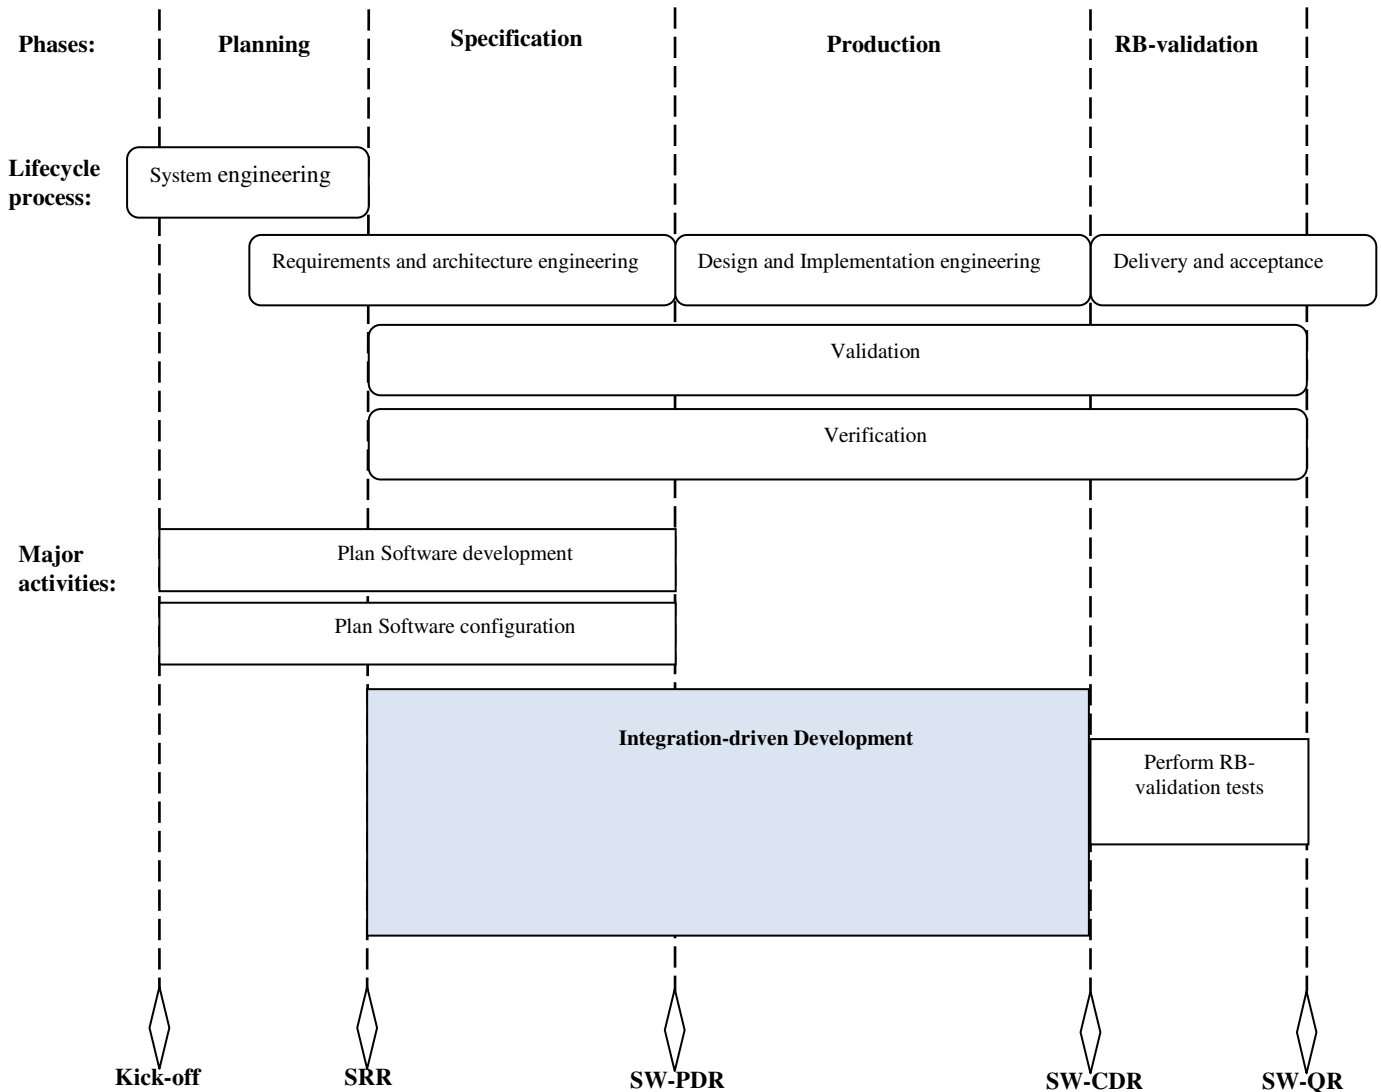 Phases:
Planning
Specification
Production
RB-validation
Lifecycle
process:
System engineering
Requirements and architecture engineering
Design and Implementation engineering
Delivery and acceptance
Validation
Verification
Major
activities:
Plan Software development
Plan Software configuration
Integration-driven Development
Perform RB-
validation tests
Kick-off
SRR
SW-PDR
SW-CDR
SW-QR